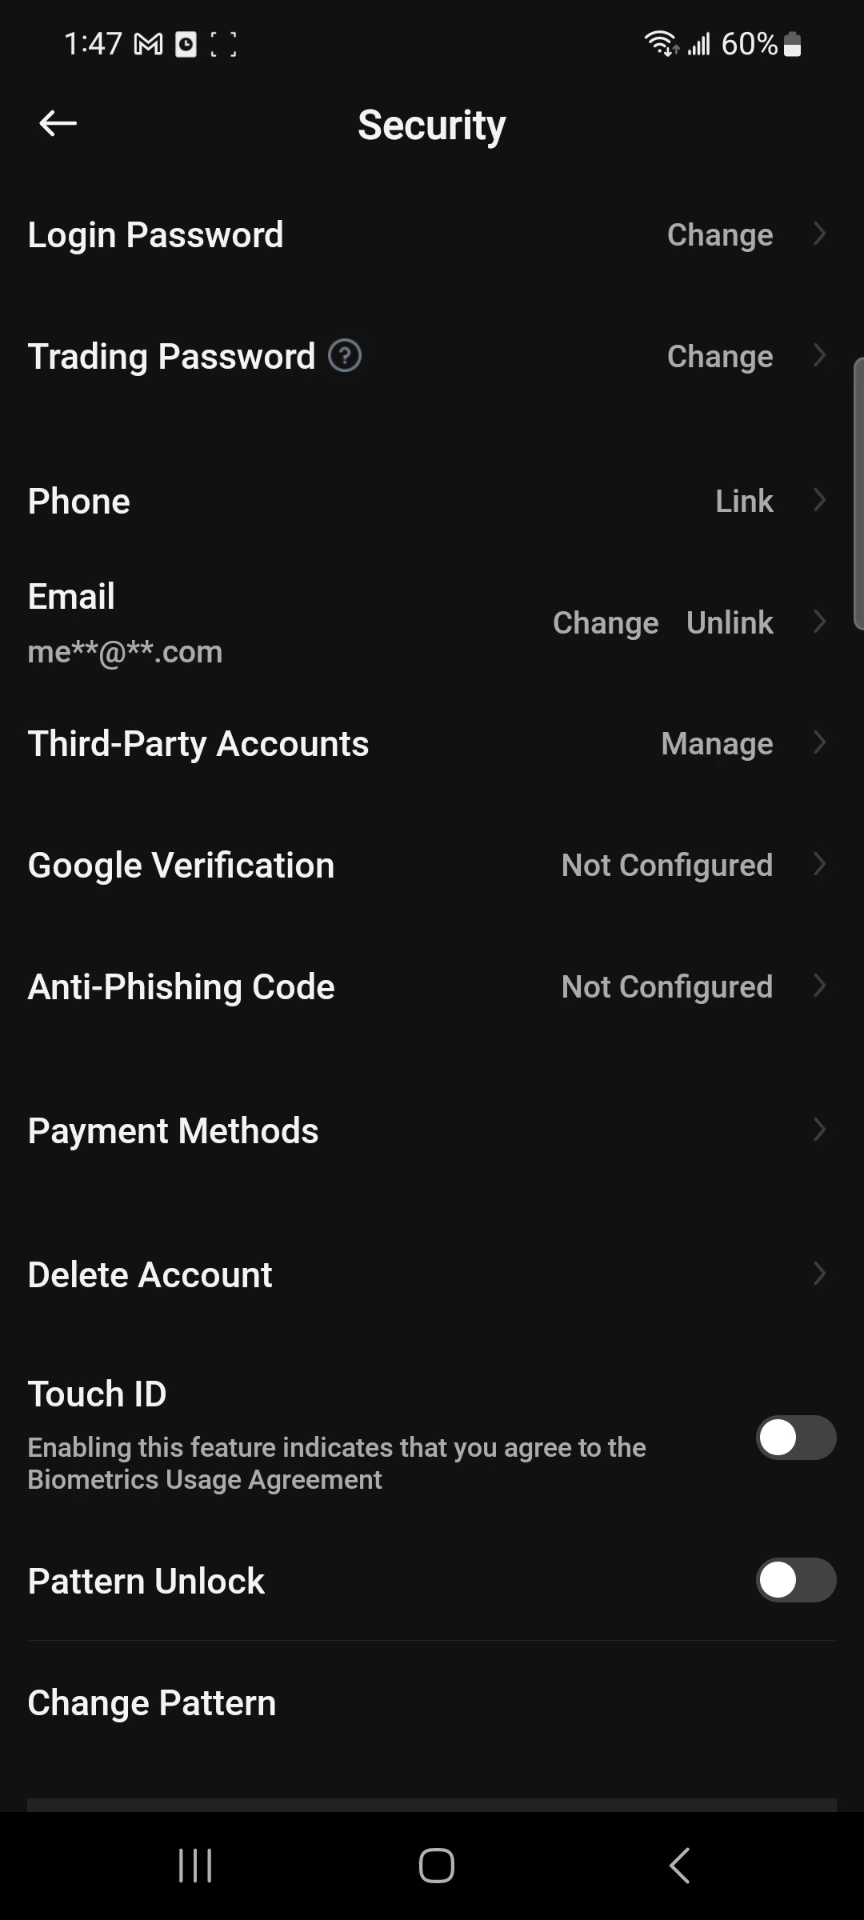 1:47 60%
Security
Login Password Change
Trading Password ? Change
Phone Link
Email
me**@**.com
Change Unlink
Third-Party Accounts Manage
Google Verification Not Configured
Anti-Phishing Code Not Configured
Payment Methods
Delete Account
Touch ID
Enabling this feature indicates that you agree to the
Biometrics Usage Agreement
Pattern Unlock
Change Pattern